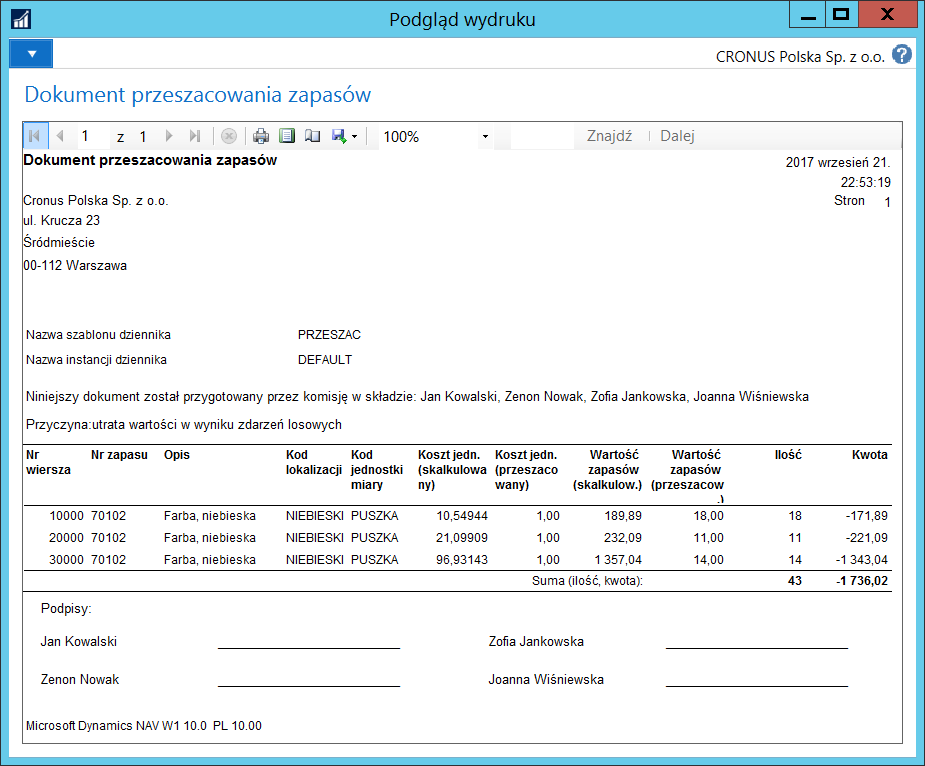 Podgląd wydruku
CRONUS Polska Sp. z o.o. ?
Dokument przeszacowania zapasów
1 z 1 100% Znajdź Dalej
Dokument przeszacowania zapasów
2017 wrzesień 21.
22:53:19
Stron 1
Cronus Polska Sp. z o.o.
ul. Krucza 23
Śródmieście
00-112 Warszawa
Nazwa szablonu dziennika PRZESZAC
Nazwa instancji dziennika DEFAULT
Niniejszy dokument został przygotowany przez komisję w składzie: Jan Kowalski, Zenon Nowak, Zofia Jankowska, Joanna Wiśniewska
Przyczyna:utrata wartości w wyniku zdarzeń losowych
Nr Nr zapasu Opis Kod Kod Koszt jedn. Koszt jedn. Wartość Wartość Ilość Kwota
wiersza lokalizacji jednostki (skalkulowa (przeszaco zapasów zapasów
miary ny) wany) (skalkulow.) (przeszacow
.)
10000 70102 Farba, niebieska NIEBIESKI PUSZKA 10,54944 1,00 189,89 18,00 18 -171,89
20000 70102 Farba, niebieska NIEBIESKI PUSZKA 21,09909 1,00 232,09 11,00 11 -221,09
30000 70102 Farba, niebieska NIEBIESKI PUSZKA 96,93143 1,00 1 357,04 14,00 14 -1 343,04
Suma (ilość, kwota): 43 -1 736,02
Podpisy:
Jan Kowalski Zofia Jankowska
Zenon Nowak Joanna Wiśniewska
Microsoft Dynamics NAV W1 10.0 PL 10.00